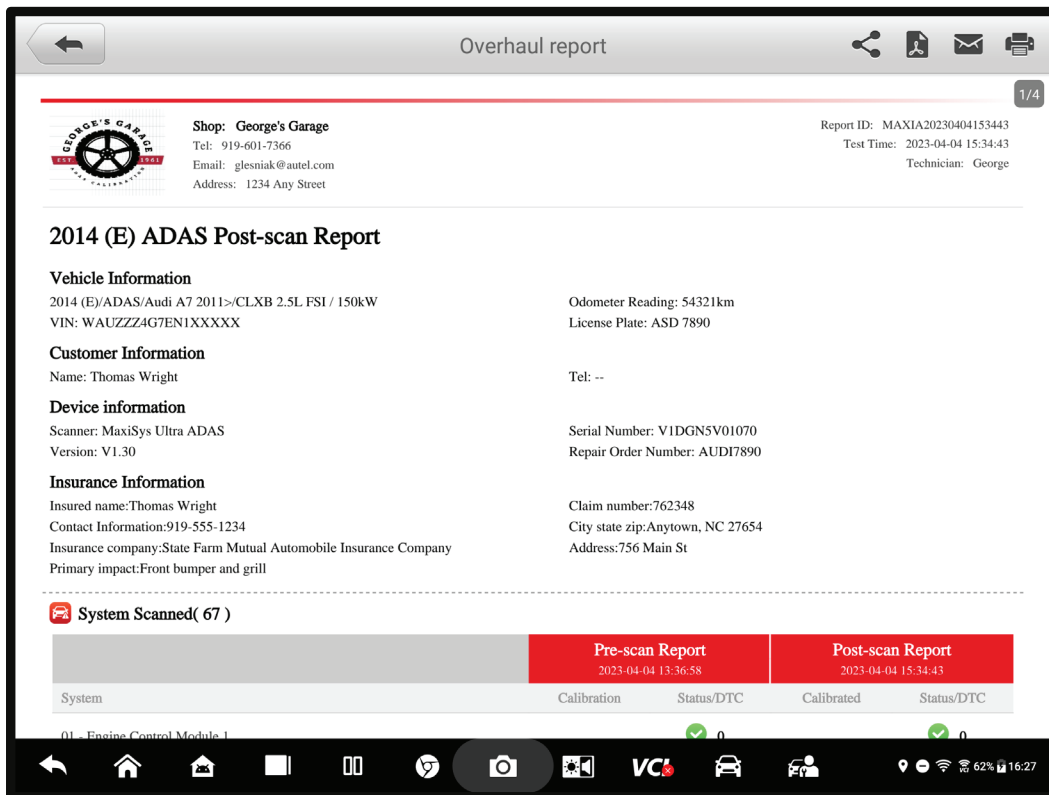 Overhaul report
1/4
GEORGE'S GARAGE
EST 1961
ADAS CALIBRATION
Shop: George's Garage
Tel: 919-601-7366
Email: glesniak@autel.com
Address: 1234 Any Street
Report ID: MAXIA20230404153443
Test Time: 2023-04-04 15:34:43
Technician: George
2014 (E) ADAS Post-scan Report
Vehicle Information
2014 (E)/ADAS/Audi A7 2011>/CLXB 2.5L FSI / 150kW
Odometer Reading: 54321km
VIN: WAUZZZ4G7EN1XXXXX
License Plate: ASD 7890
Customer Information
Name: Thomas Wright
Tel: --
Device information
Scanner: MaxiSys Ultra ADAS
Serial Number: V1DGN5V01070
Version: V1.30
Repair Order Number: AUDI7890
Insurance Information
Insured name:Thomas Wright
Claim number:762348
Contact Information:919-555-1234
City state zip:Anytown, NC 27654
Insurance company:State Farm Mutual Automobile Insurance Company
Address:756 Main St
Primary impact:Front bumper and grill
System Scanned( 67 )
Pre-scan Report
2023-04-04 13:36:58
Post-scan Report
2023-04-04 15:34:43
System Calibration Status/DTC Calibrated Status/DTC
01 - Engine Control Module 1 0 0
VCI
VCI 62% 16:27